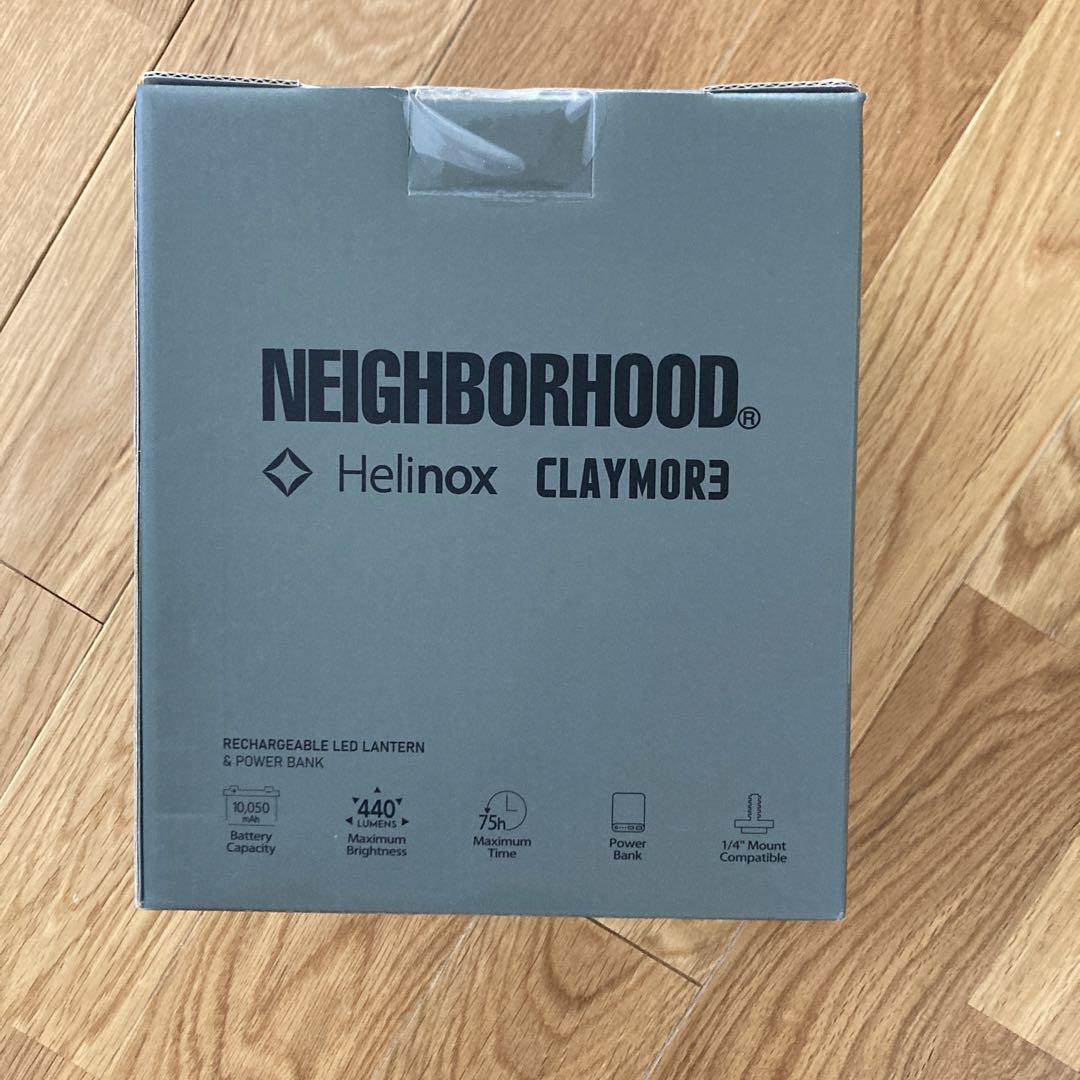 NEIGHBORHOOD®
Helinox CLAYMOR3
RECHARGEABLE LED LANTERN
& POWER BANK
10,050
mAh
Battery
Capacity
440
LUMENS
Maximum
Brightness
75h
Maximum
Time
Power
Bank
1/4" Mount
Compatible